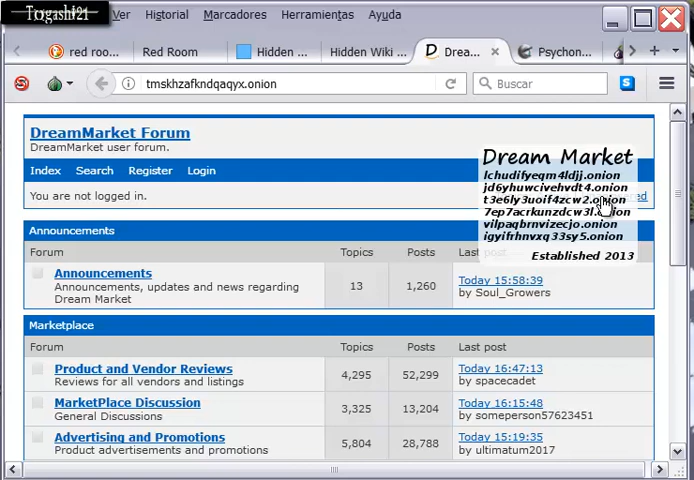 Togashi21
Ver Historial Marcadores Herramientas Ayuda
red roo... Red Room Hidden ... Hidden Wiki ... Drea... Psychon...
tmskhzafkndqaqyx.onion
Buscar
DreamMarket Forum
DreamMarket user forum.
Index Search Register Login
You are not logged in.
Dream Market
lchudifyeqm4ldjj.onion
jd6yhuwcivehvdt4.onion
t3e6ly3uoif4zcw2.onion
7ep7acrkunzdcw3l.onion
vilpaqbrnvizecjo.onion
igyifrhnvxq33sy5.onion
Established 2013
Announcements
Forum Topics Posts Last post
Announcements
Announcements, updates and news regarding
Dream Market
13 1,260
Today 15:58:39
by Soul_Growers
Marketplace
Forum Topics Posts Last post
Product and Vendor Reviews
Reviews for all vendors and listings
4,295 52,299
Today 16:47:13
by spacecadet
MarketPlace Discussion
General Discussions
3,325 13,204
Today 16:15:48
by someperson57623451
Advertising and Promotions
Product advertisements and promotions
5,804 28,788
Today 15:19:35
by ultimatum2017